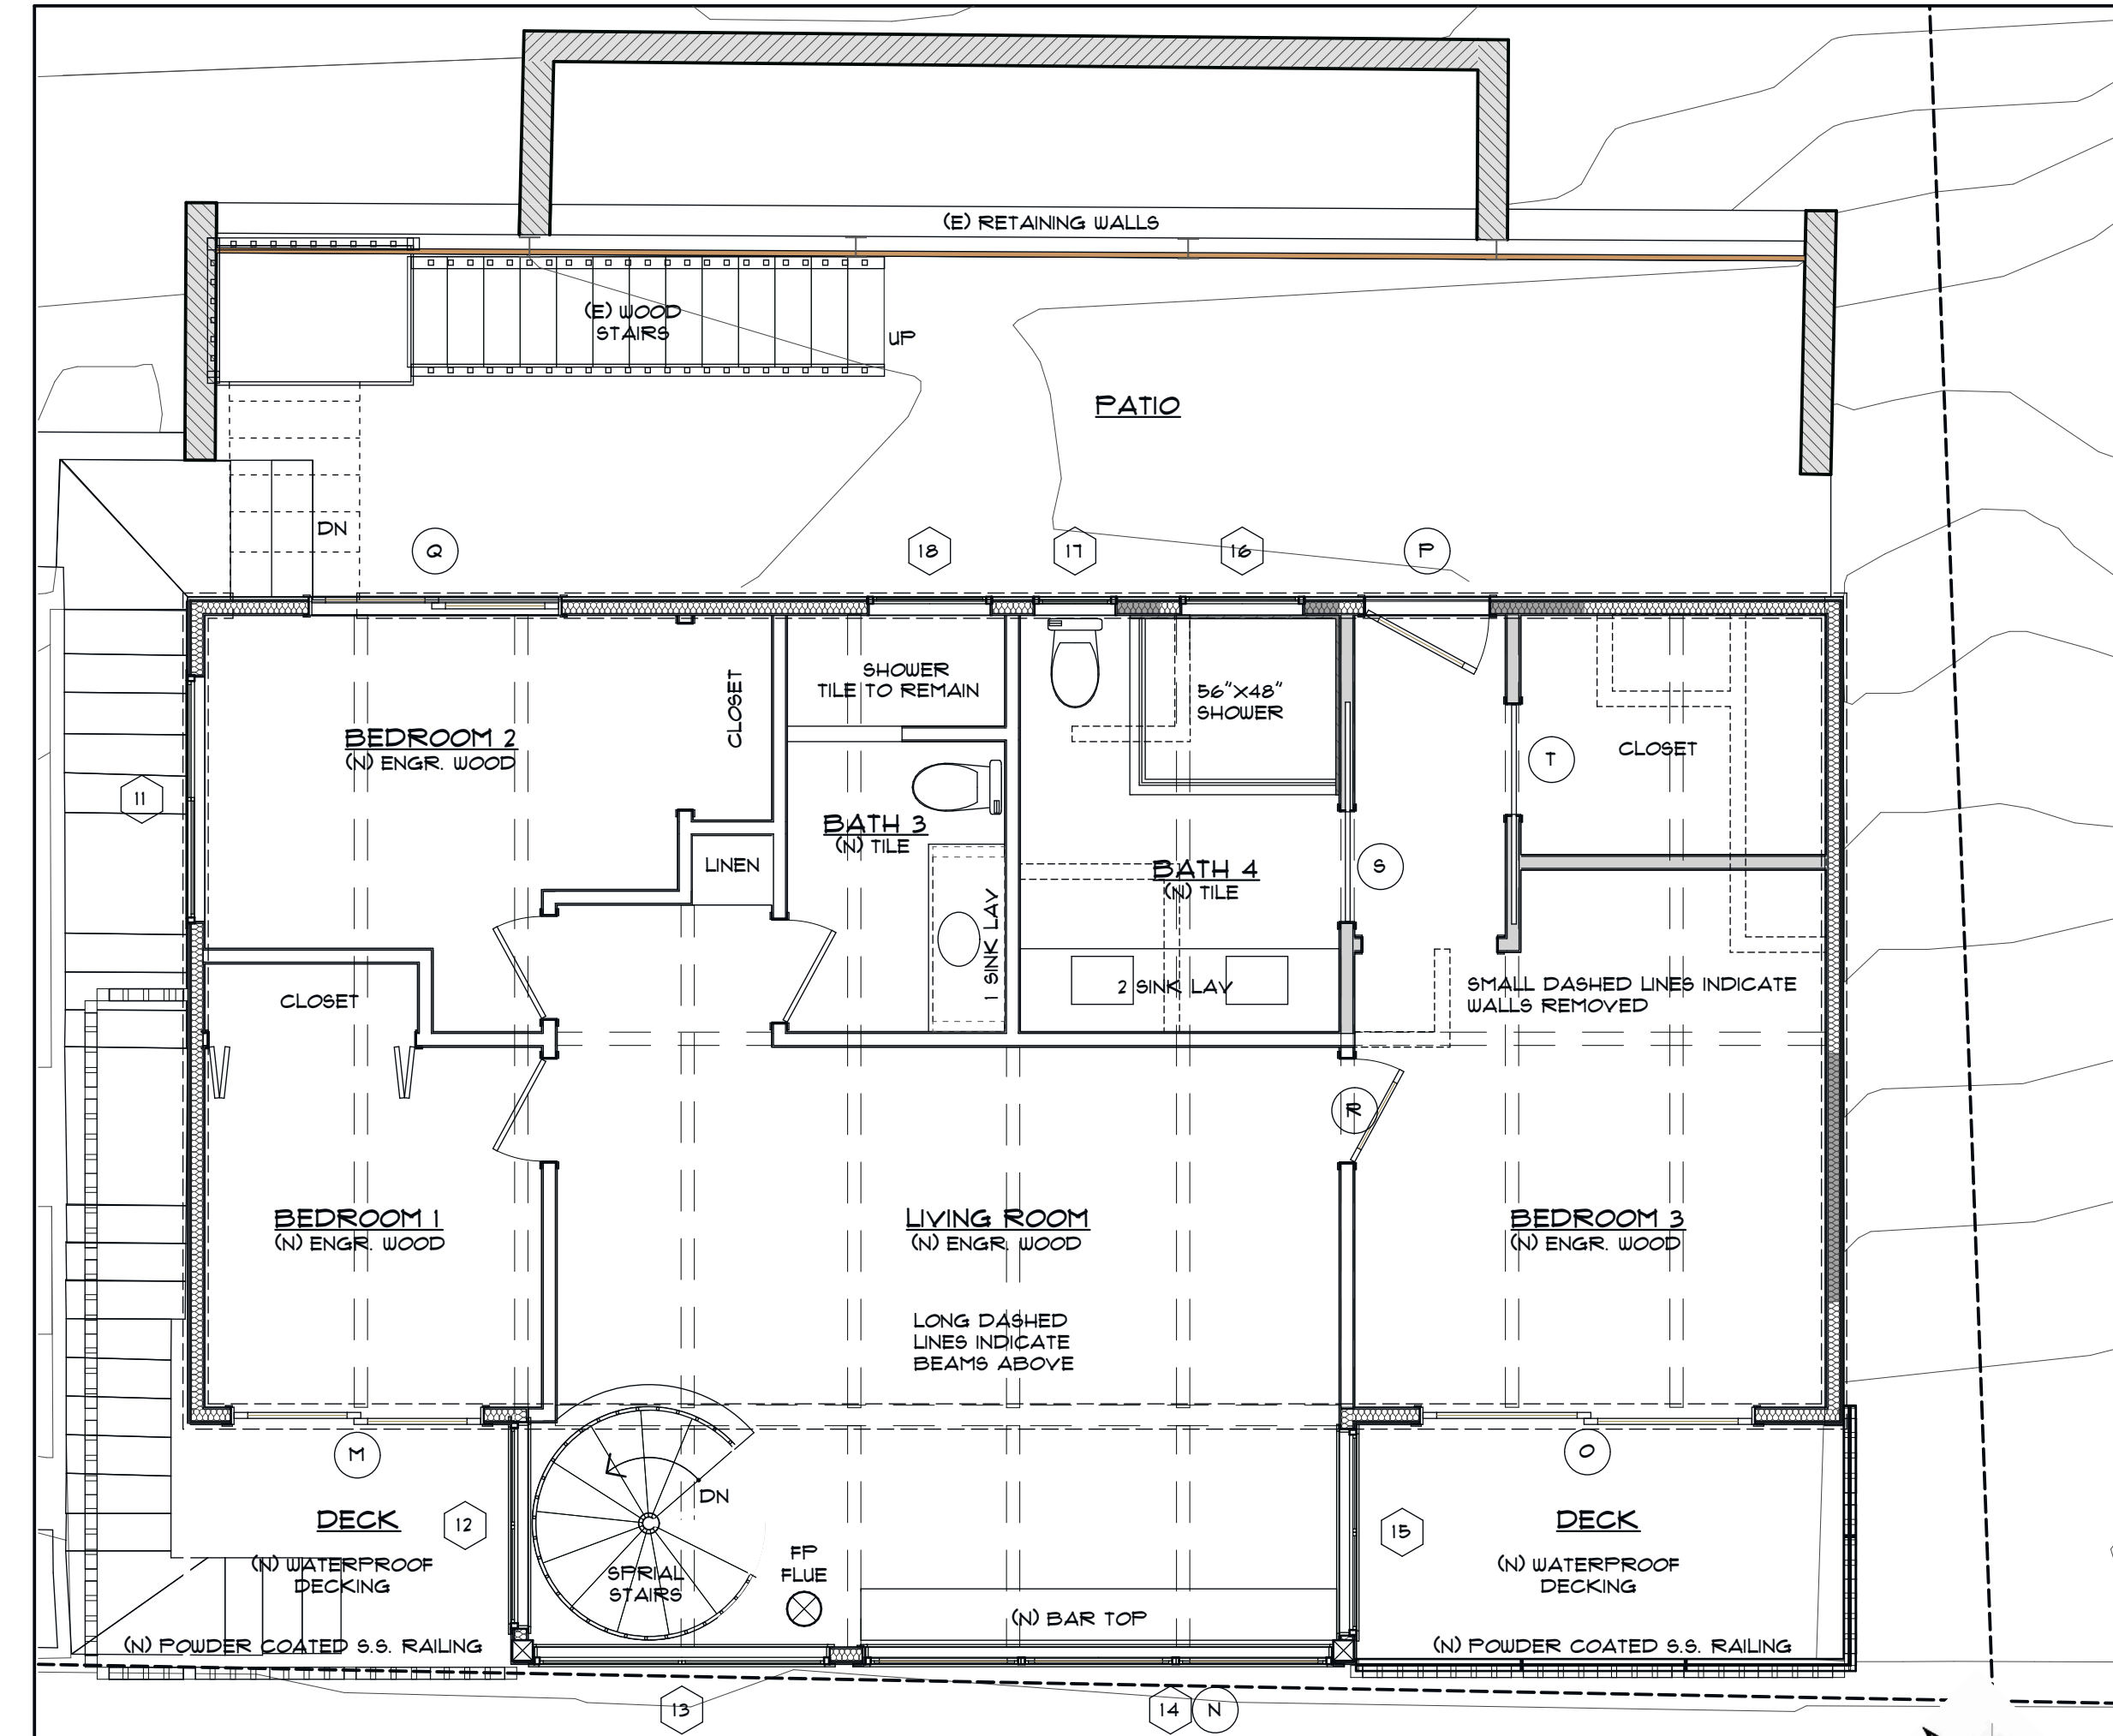 (E) RETAINING WALLS
(E) WOOD
STAIRS
UP
PATIO
DN
Q
18
17
16
P
SHOWER
TILE TO REMAIN
CLOSET
56"X48"
SHOWER
BEDROOM 2
(N) ENGR. WOOD
CLOSET
T
11
BATH 3
(N) TILE
LINEN
BATH 4
(N) TILE
S
1 SINK LAV
2 SINK LAV
SMALL DASHED LINES INDICATE
WALLS REMOVED
CLOSET
R
BEDROOM 1
(N) ENGR. WOOD
LIVING ROOM
(N) ENGR. WOOD
BEDROOM 3
(N) ENGR. WOOD
LONG DASHED
LINES INDICATE
BEAMS ABOVE
M
O
DN
DECK
12
15
DECK
(N) WATERPROOF
DECKING
SPRIAL
STAIRS
FP
FLUE
(N) WATERPROOF
DECKING
(N) BAR TOP
(N) POWDER COATED S.S. RAILING
(N) POWDER COATED S.S. RAILING
13
14
N